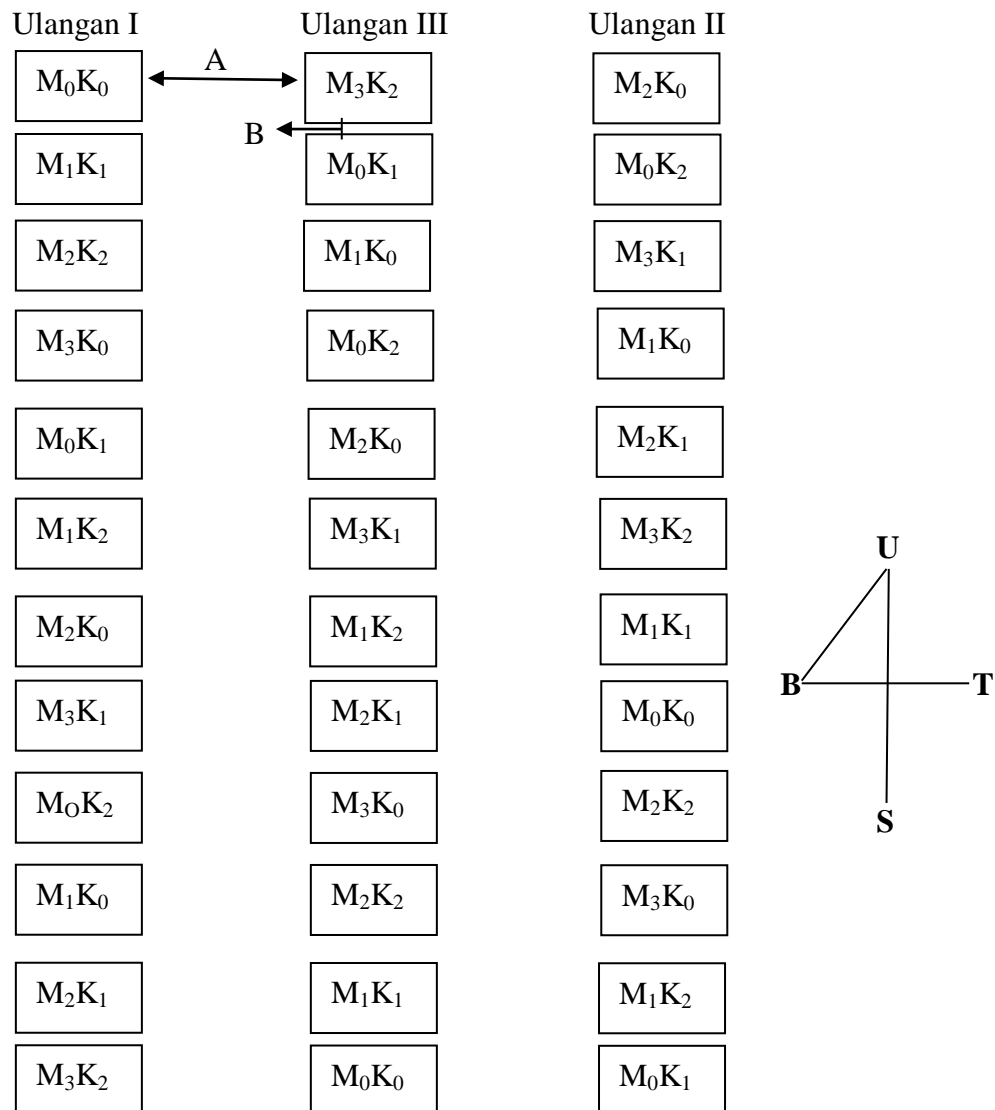 Ulangan I Ulangan III Ulangan II
M₀K₀ A M₃K₂ M₂K₀
B
M₁K₁ M₀K₁ M₀K₂
M₂K₂ M₁K₀ M₃K₁
M₃K₀ M₀K₂ M₁K₀
M₀K₁ M₂K₀ M₂K₁
M₁K₂ M₃K₁ M₃K₂
U
M₂K₀ M₁K₂ M₁K₁
B T
M₃K₁ M₂K₁ M₀K₀
MOK₂ M₃K₀ M₂K₂
S
M₁K₀ M₂K₂ M₃K₀
M₂K₁ M₁K₁ M₁K₂
M₃K₂ M₀K₀ M₀K₁